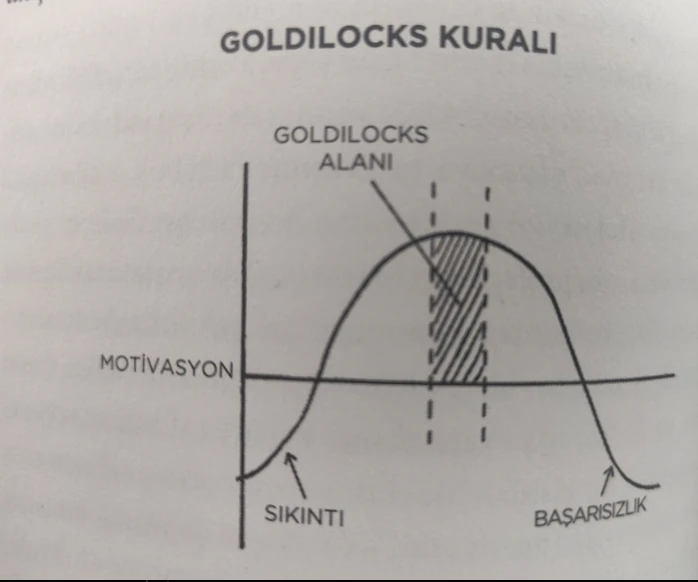 GOLDILOCKS KURALI
GOLDILOCKS
ALANI
MOTİVASYON
SIKINTI
BAŞARISIZLIK